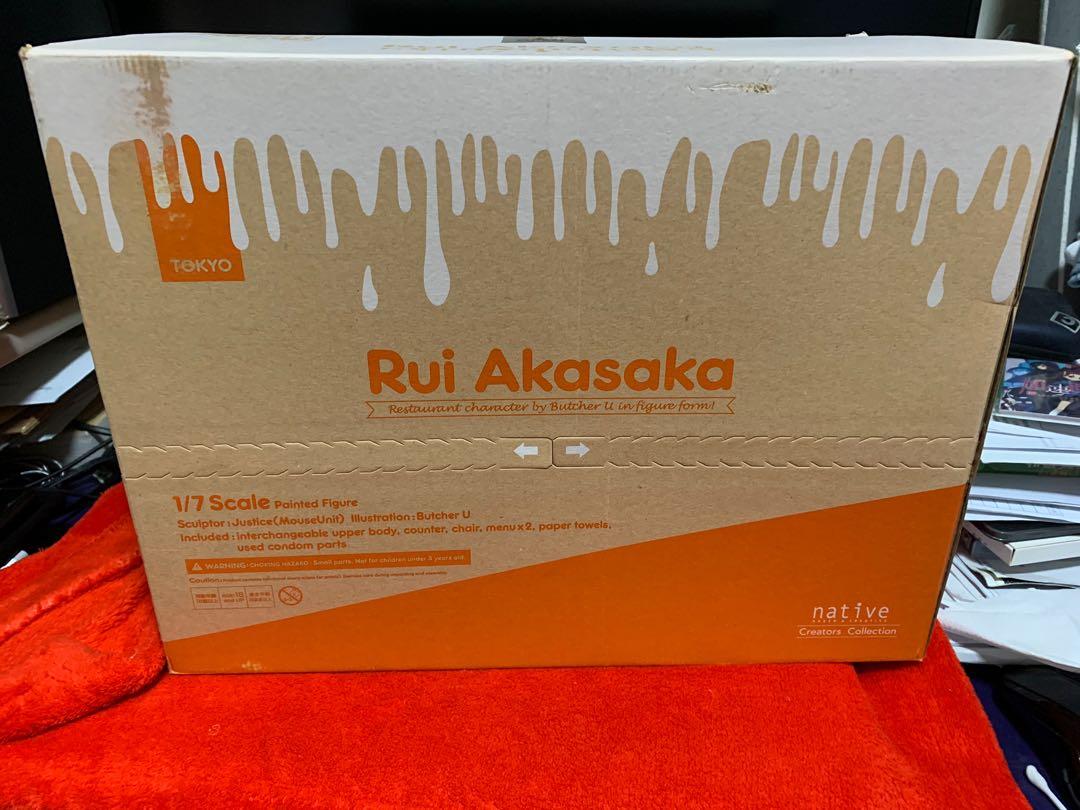 TOKYO
Rui Akasaka
Restaurant character by Butcher U in figure form!
1/7 Scale Painted Figure
Sculptor : Justice(MouseUnit) Illustration : Butcher U
Included : interchangeable upper body, counter, chair, menu x 2, paper towels,
used condom parts
WARNING: CHOKING HAZARD - Small parts. Not for children under 3 years old.
native
Creators Collection